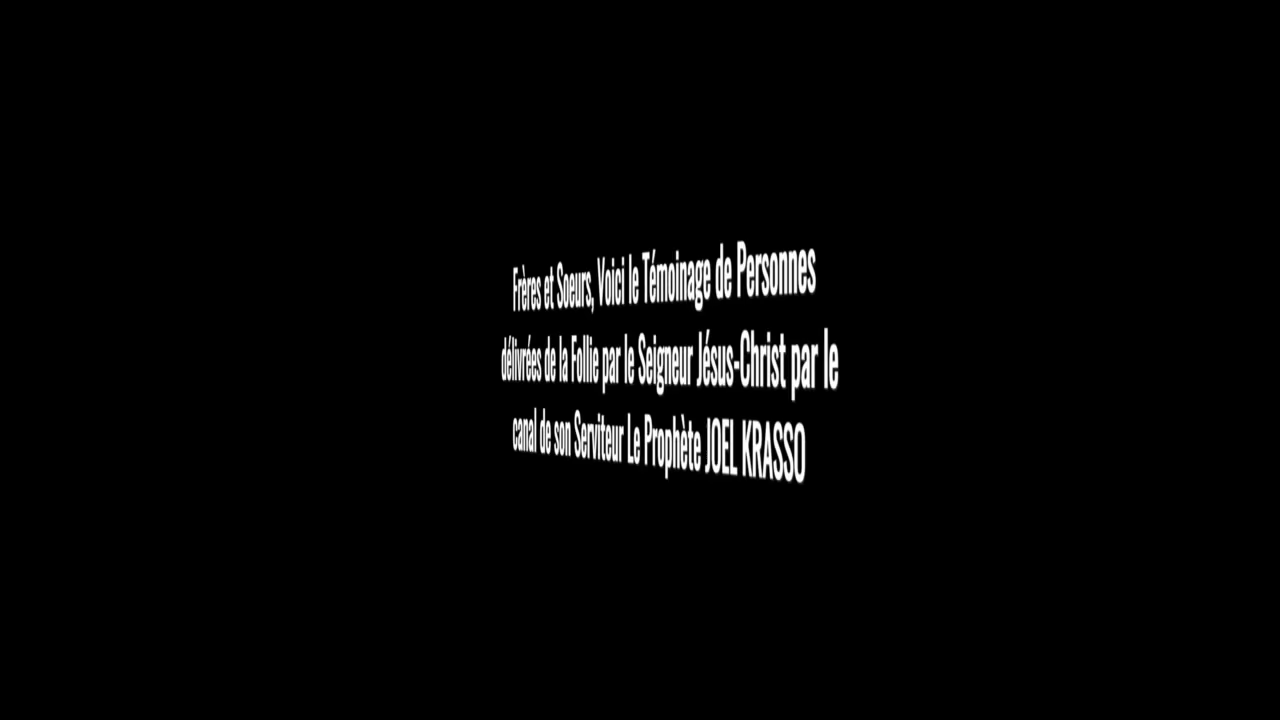 Frères et Soeurs, Voici le Témoinage de Personnes
délivrées de la Follie par le Seigneur Jésus-Christ par le
canal de son Serviteur Le Prophète JOEL KRASSO